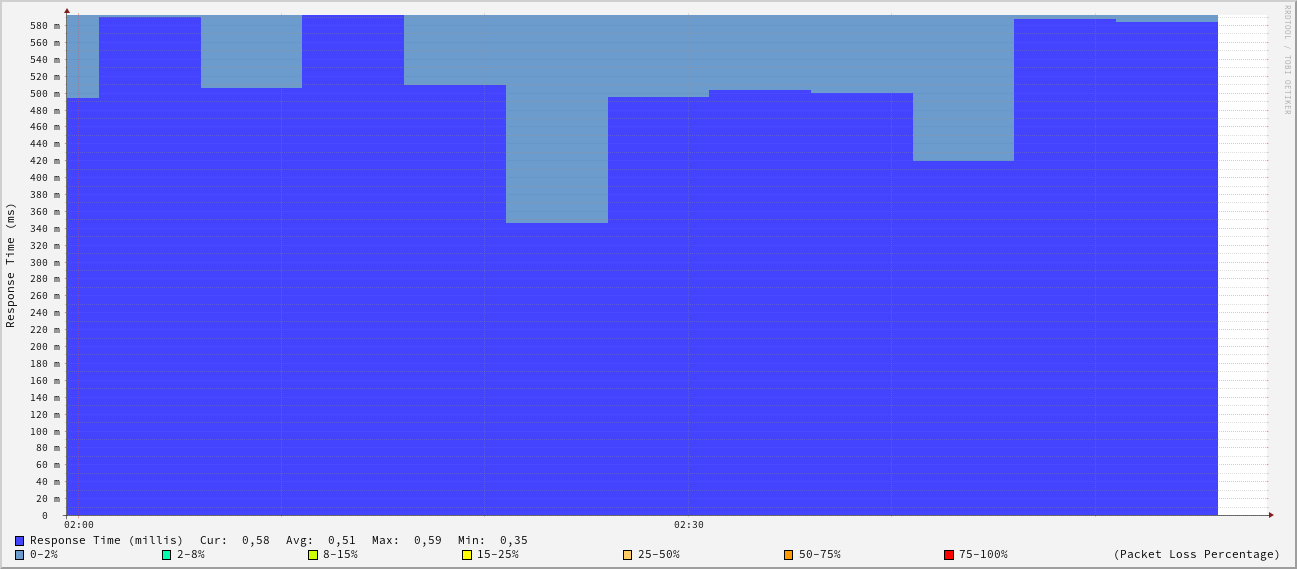 RRDTOOL / TOBI OETIKER
Response Time (ms)
580 m
560 m
540 m
520 m
500 m
480 m
460 m
440 m
420 m
400 m
380 m
360 m
340 m
320 m
300 m
280 m
260 m
240 m
220 m
200 m
180 m
160 m
140 m
120 m
100 m
80 m
60 m
40 m
20 m
0
02:00 02:30
Response Time (millis) Cur: 0,58 Avg: 0,51 Max: 0,59 Min: 0,35
0-2% 2-8% 8-15% 15-25% 25-50% 50-75% 75-100% (Packet Loss Percentage)